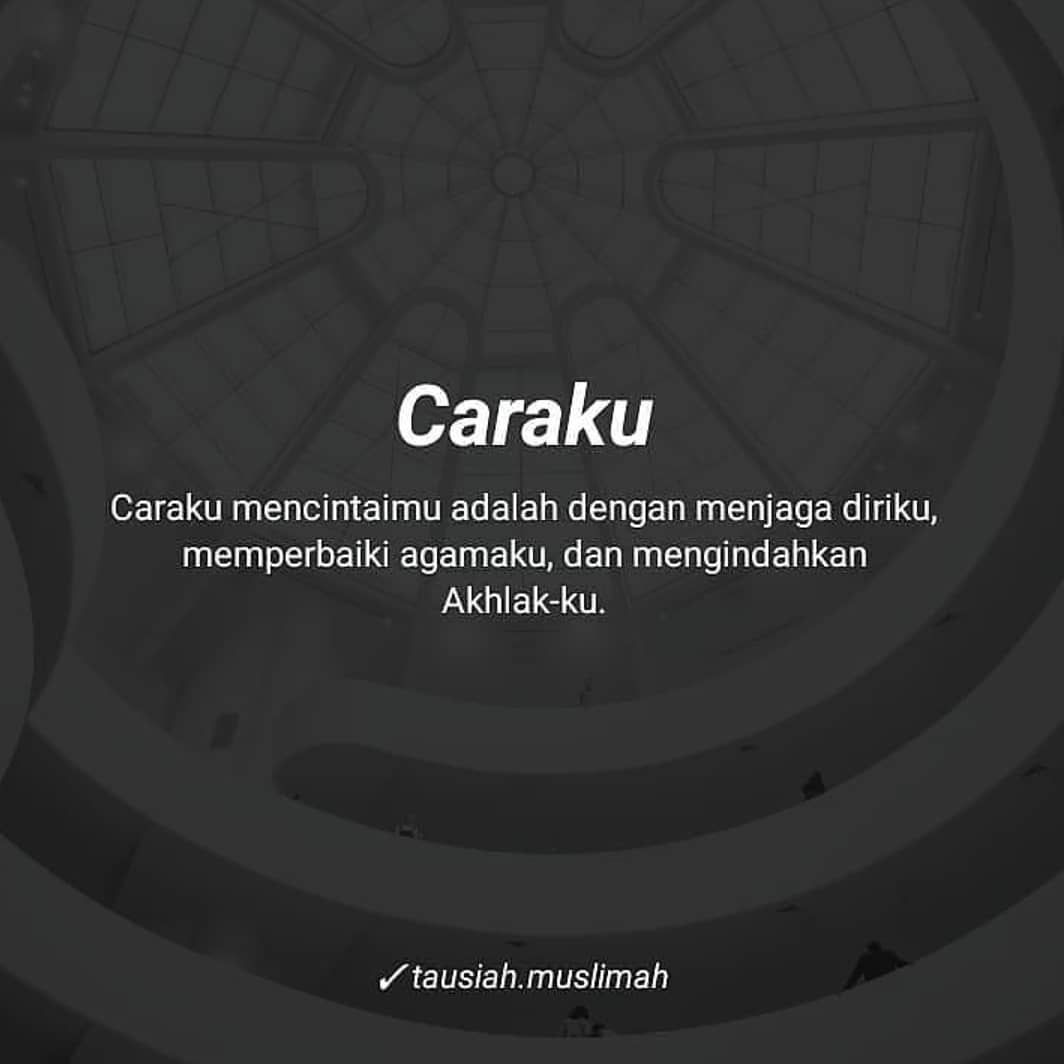 Caraku
Caraku mencintaimu adalah dengan menjaga diriku,
memperbaiki agamaku, dan mengindahkan
Akhlak-ku.
✓tausiah.muslimah